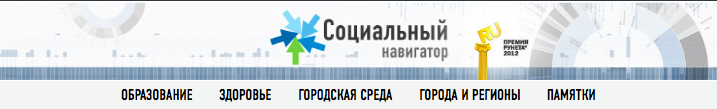 Социальный
навигатор
RU
ПРЕМИЯ
РУНЕТА®
2012
ОБРАЗОВАНИЕ ЗДОРОВЬЕ ГОРОДСКАЯ СРЕДА ГОРОДА И РЕГИОНЫ ПАМЯТКИ